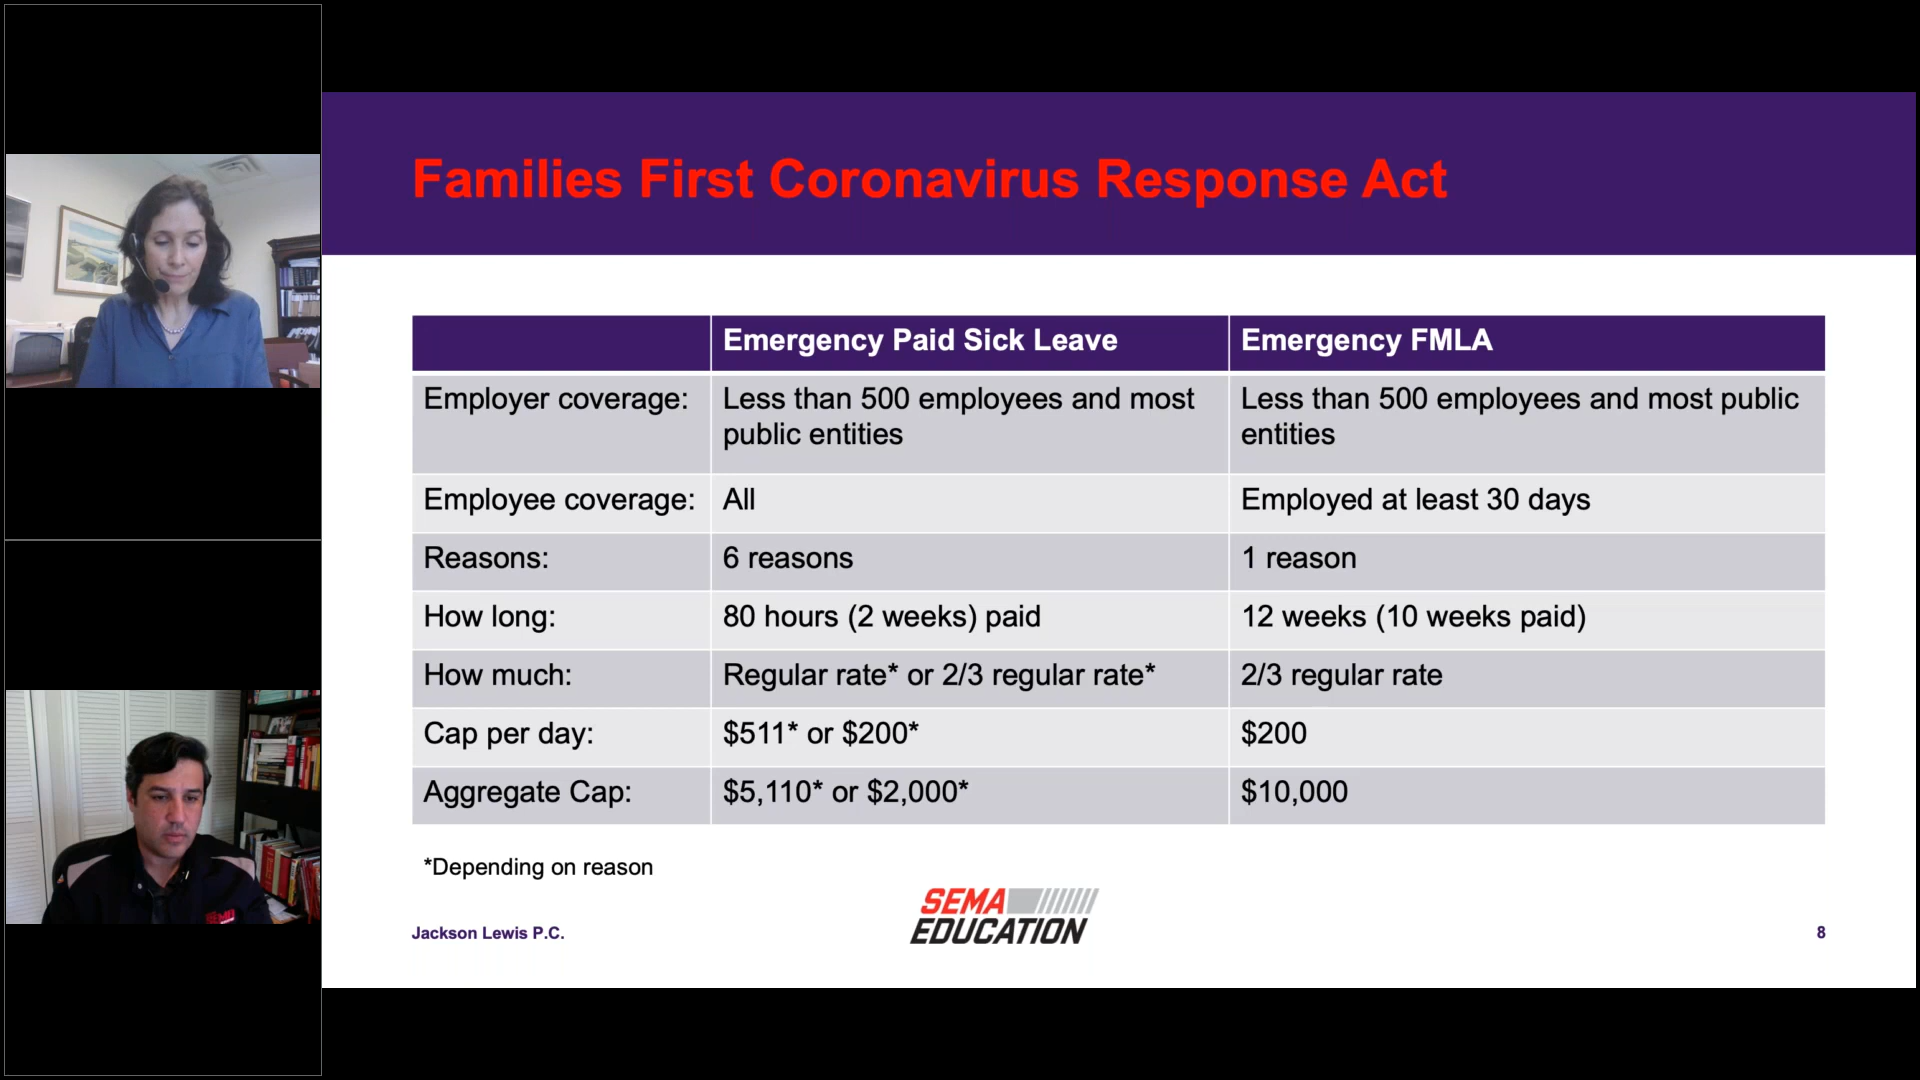 Families First Coronavirus Response Act
Emergency Paid Sick Leave
Emergency FMLA
Employer coverage:
Less than 500 employees and most
public entities
Less than 500 employees and most public
entities
Employee coverage:
All
Employed at least 30 days
Reasons:
6 reasons
1 reason
How long:
80 hours (2 weeks) paid
12 weeks (10 weeks paid)
How much:
Regular rate* or 2/3 regular rate*
2/3 regular rate
Cap per day:
$511* or $200*
$200
Aggregate Cap:
$5,110* or $2,000*
$10,000
*Depending on reason
SEMA
EDUCATION
Jackson Lewis P.C.
8